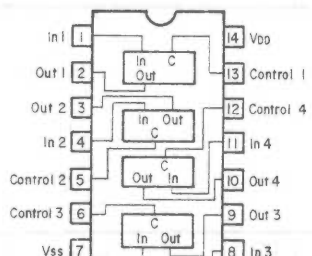 In 1 1 14 VDD
In C
Out 1 2 Out 13 Control 1
Out 2 3 12 Control 4
In Out
In 2 4 C 11 In 4
C
Control 2 5 Out In 10 Out 4
Control 3 6 9 Out 3
C
In Out
Vss 7 8 In 3